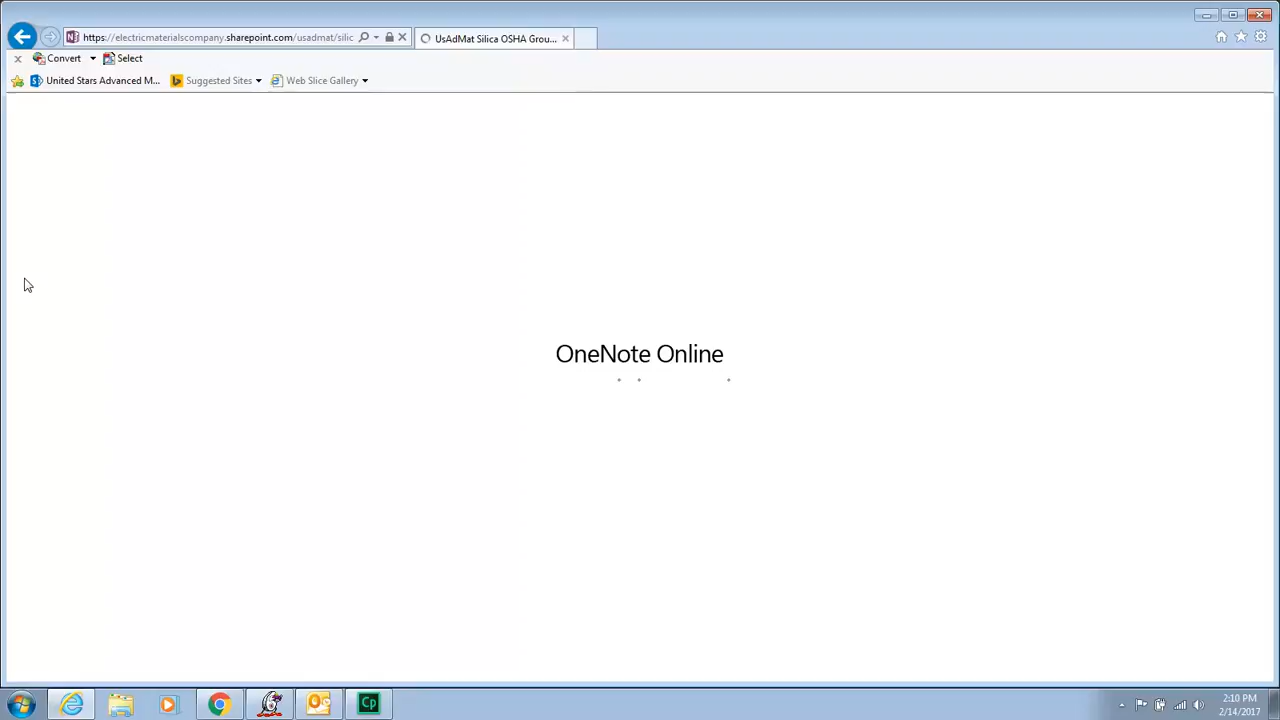 https://electricmaterialscompany.sharepoint.com/usadmat/silic
UsAdMat Silica OSHA Grou...
Convert
Select
United Stars Advanced M...
Suggested Sites
Web Slice Gallery
OneNote Online
Cp
2:10 PM
2/14/2017